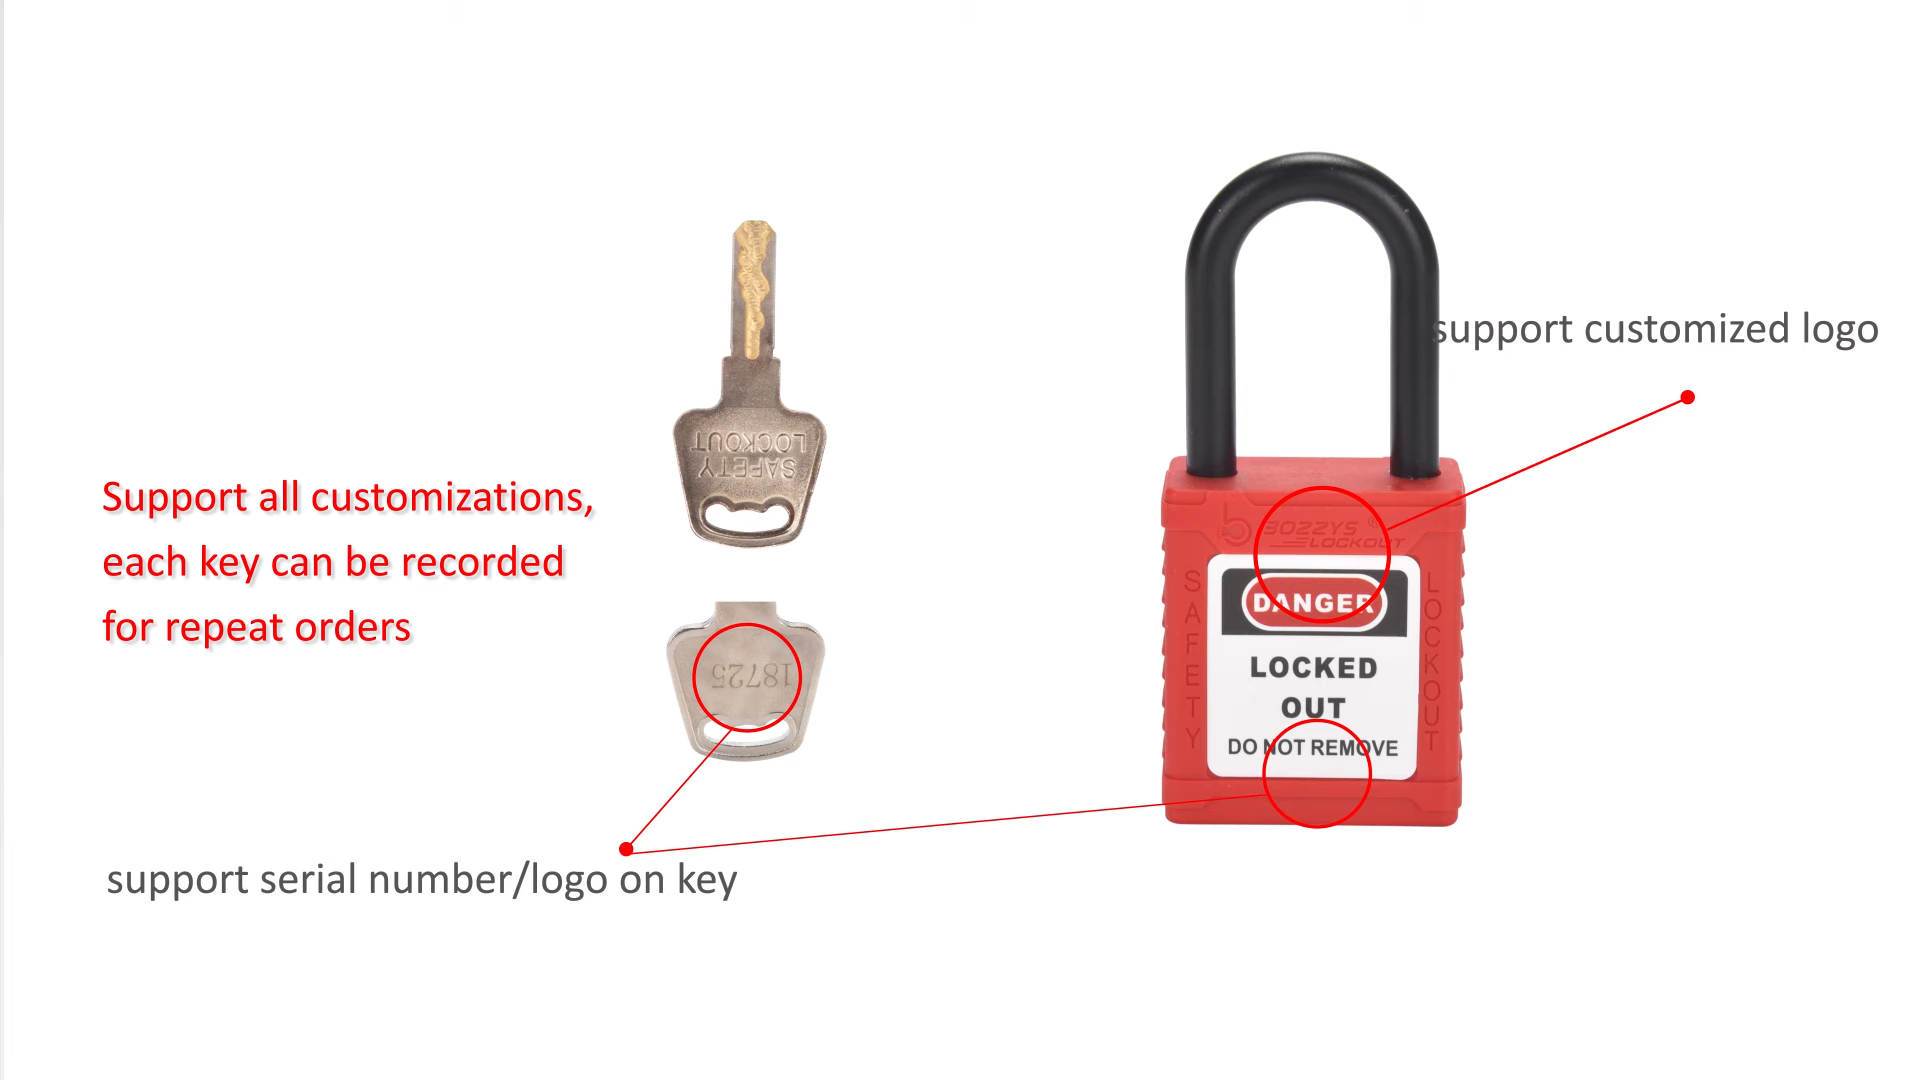 support customized logo
SAFETY
LOCKOUT
Support all customizations,
each key can be recorded
for repeat orders
BOZZYS ®
LOCKOUT
SAFETY
LOCKOUT
DANGER
LOCKED
OUT
DO NOT REMOVE
18725
support serial number/logo on key